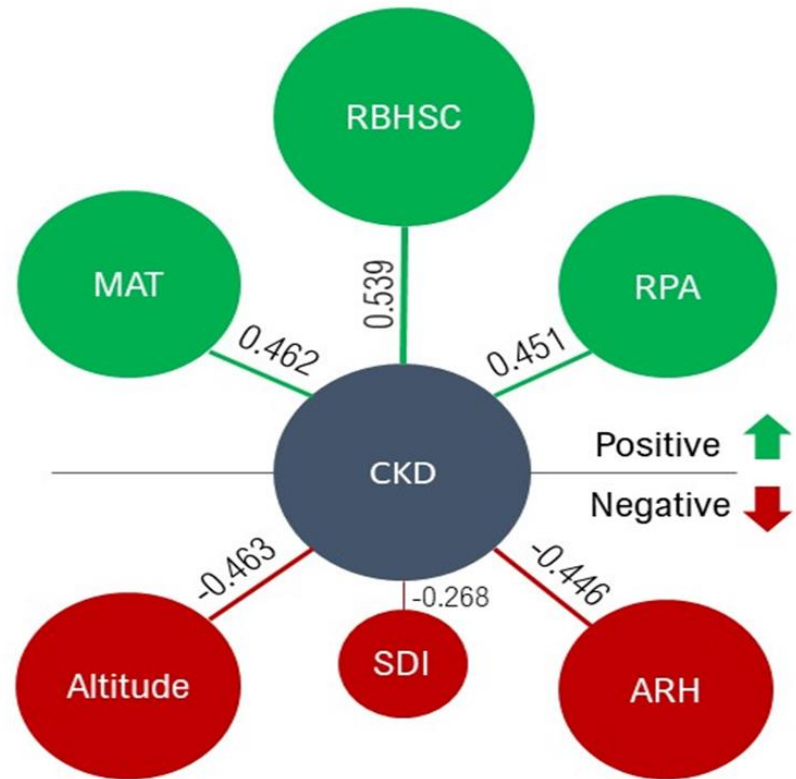 RBHSC
MAT
RPA
0.539
0.462
0.451
Positive
CKD
Negative
-0.463
-0.446
-0.268
SDI
Altitude
ARH